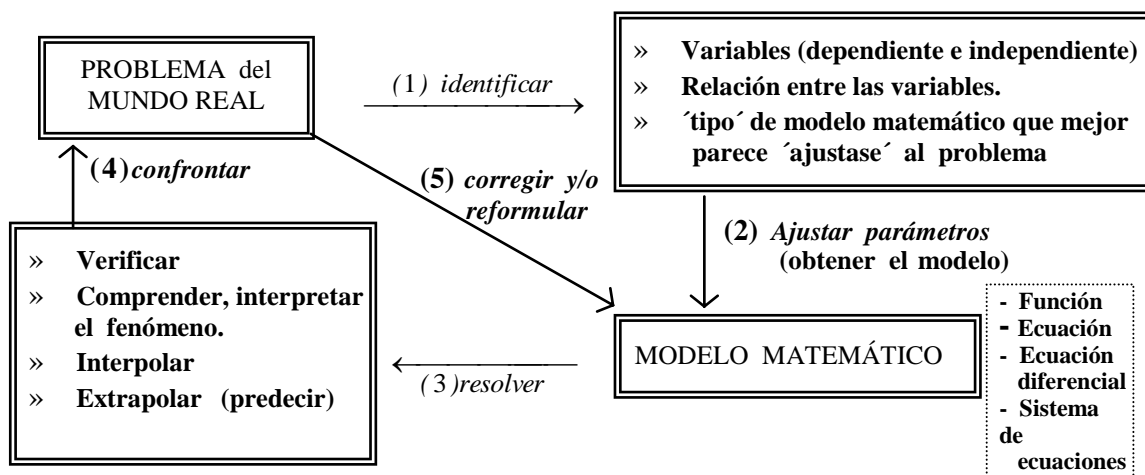 PROBLEMA del
MUNDO REAL
(1) identificar
» Variables (dependiente e independiente)
» Relación entre las variables.
» ´tipo´ de modelo matemático que mejor
parece ´ajustase´ al problema
(4) confrontar
(5) corregir y/o
reformular
(2) Ajustar parámetros
(obtener el modelo)
» Verificar
» Comprender, interpretar
el fenómeno.
» Interpolar
» Extrapolar (predecir)
(3) resolver
MODELO MATEMÁTICO
- Función
- Ecuación
- Ecuación
diferencial
- Sistema
de
ecuaciones